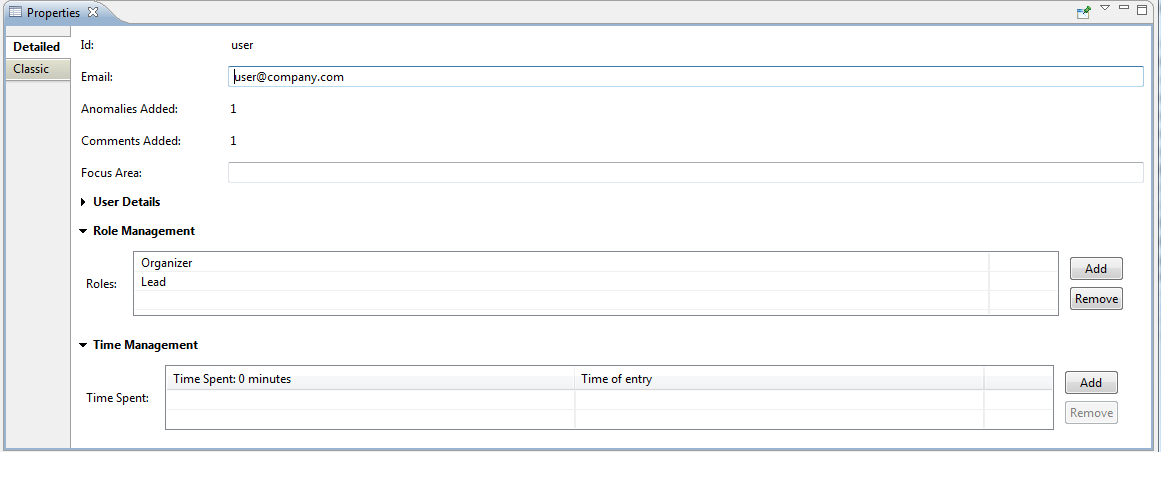 Properties
Detailed
Classic
Id: user
Email: user@company.com
Anomalies Added: 1
Comments Added: 1
Focus Area:
User Details
Role Management
Roles:
Organizer
Lead
Add
Remove
Time Management
Time Spent:
Time Spent: 0 minutes Time of entry
Add
Remove